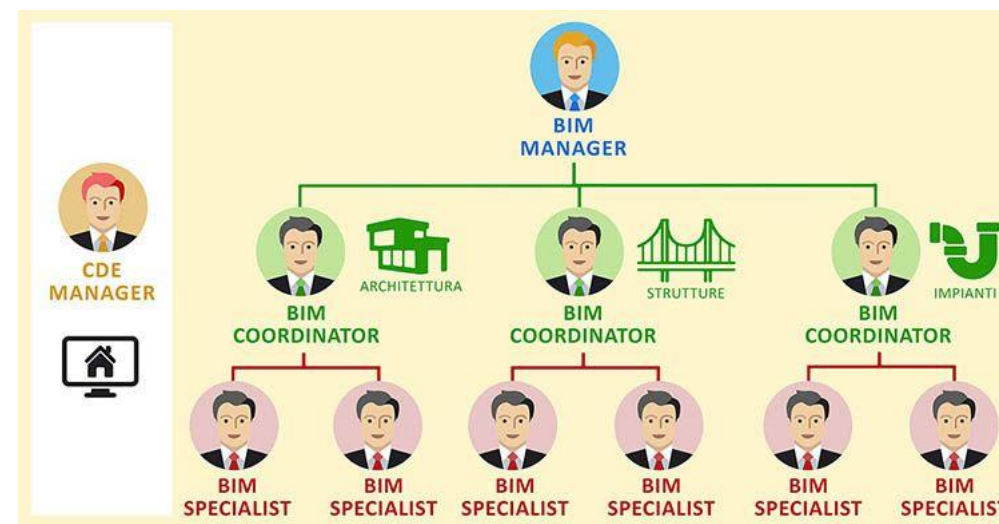 BIM
MANAGER
CDE
MANAGER
ARCHITETTURA
STRUTTURE
IMPIANTI
BIM
COORDINATOR
BIM
COORDINATOR
BIM
COORDINATOR
BIM
SPECIALIST
BIM
SPECIALIST
BIM
SPECIALIST
BIM
SPECIALIST
BIM
SPECIALIST
BIM
SPECIALIS